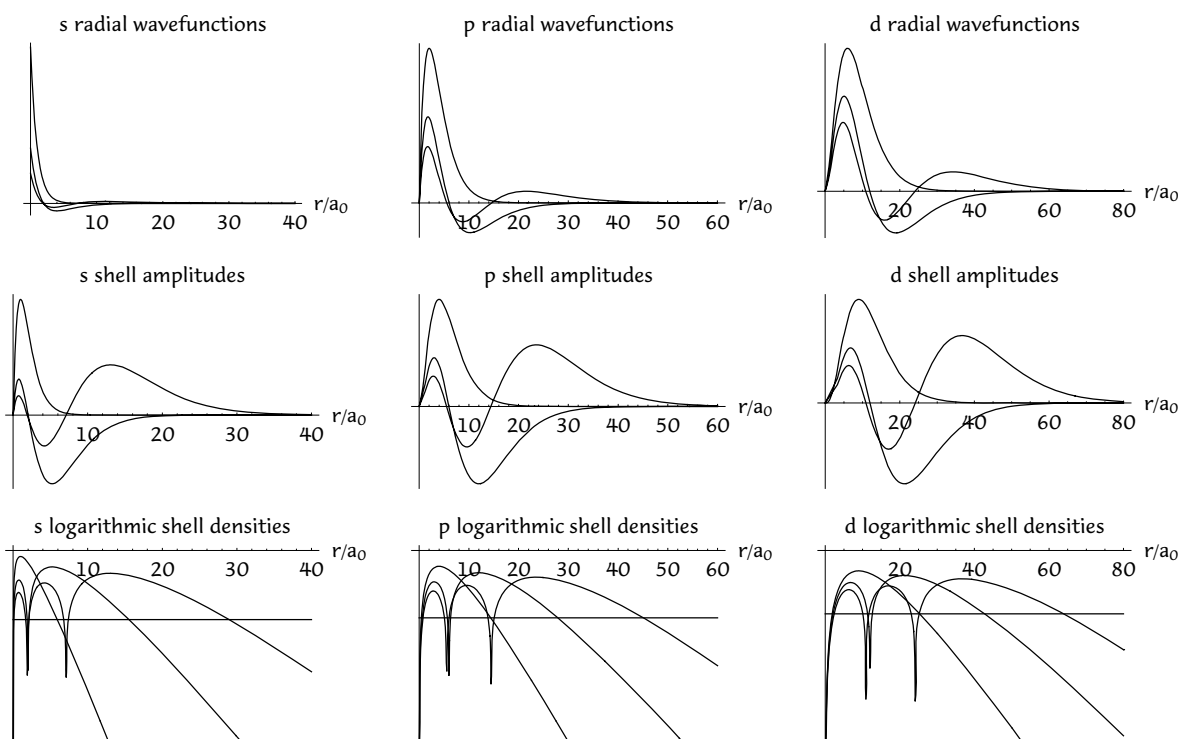 s radial wavefunctions
p radial wavefunctions
d radial wavefunctions
r/a₀
10 20 30 40
r/a₀
10 20 30 40 50 60
r/a₀
20 40 60 80
s shell amplitudes
p shell amplitudes
d shell amplitudes
r/a₀
10 20 30 40
r/a₀
10 20 30 40 50 60
r/a₀
20 40 60 80
s logarithmic shell densities
p logarithmic shell densities
d logarithmic shell densities
r/a₀
10 20 30 40
r/a₀
10 20 30 40 50 60
r/a₀
20 40 60 80